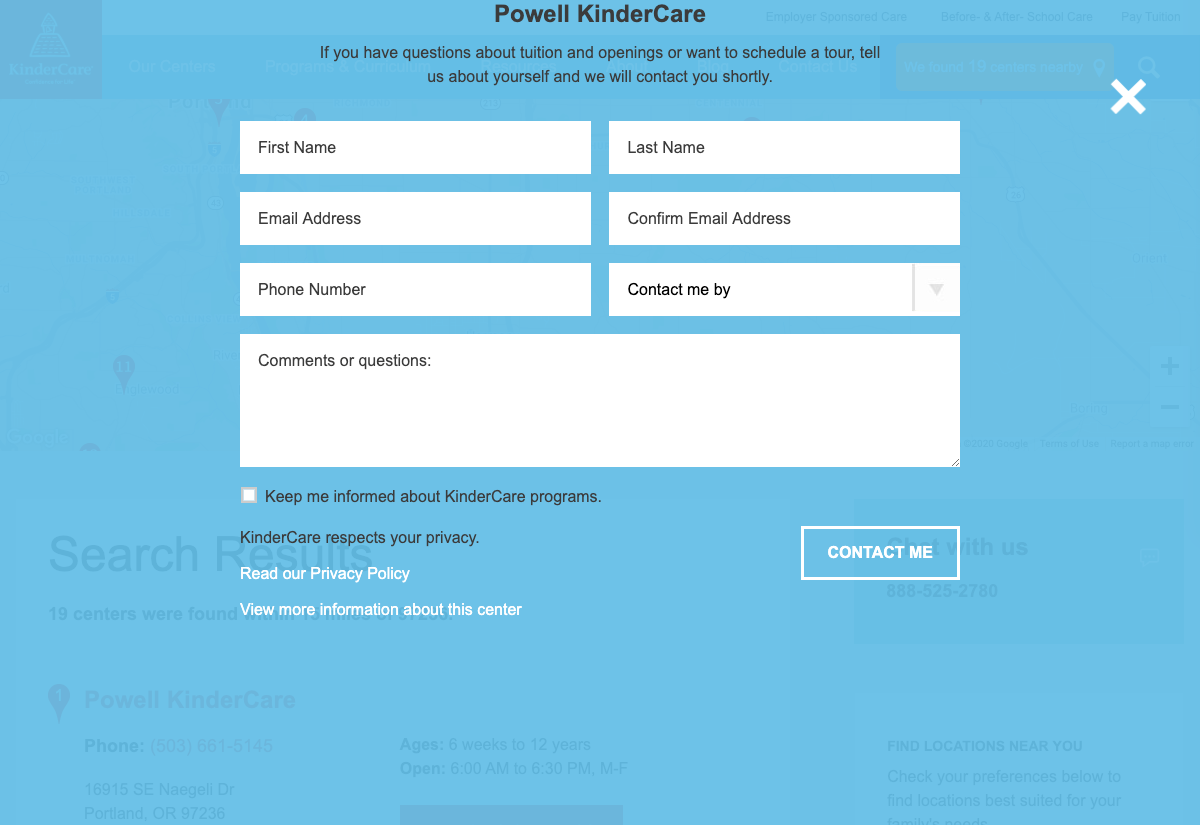 Powell KinderCare
Employer Sponsored Care
Before- & After- School Care
Pay Tuition
If you have questions about tuition and openings or want to schedule a tour, tell
us about yourself and we will contact you shortly.
KinderCare
Our Centers
Programs & Curriculum
Contact Us
We found 19 centers nearby
First Name
Last Name
Email Address
Confirm Email Address
Phone Number
Contact me by
Comments or questions:
11
©2020 Google
Terms of Use
Report a map error
Keep me informed about KinderCare programs.
KinderCare respects your privacy.
CONTACT ME
Read our Privacy Policy
View more information about this center
Search Results
19 centers were found within 15 miles of 97236.
Chat with us
888-525-2780
1
Powell KinderCare
Phone: (503) 661-5145
16915 SE Naegeli Dr
Portland, OR 97236
Ages: 6 weeks to 12 years
Open: 6:00 AM to 6:30 PM, M-F
FIND LOCATIONS NEAR YOU
Check your preferences below to
find locations best suited for your
family's needs.